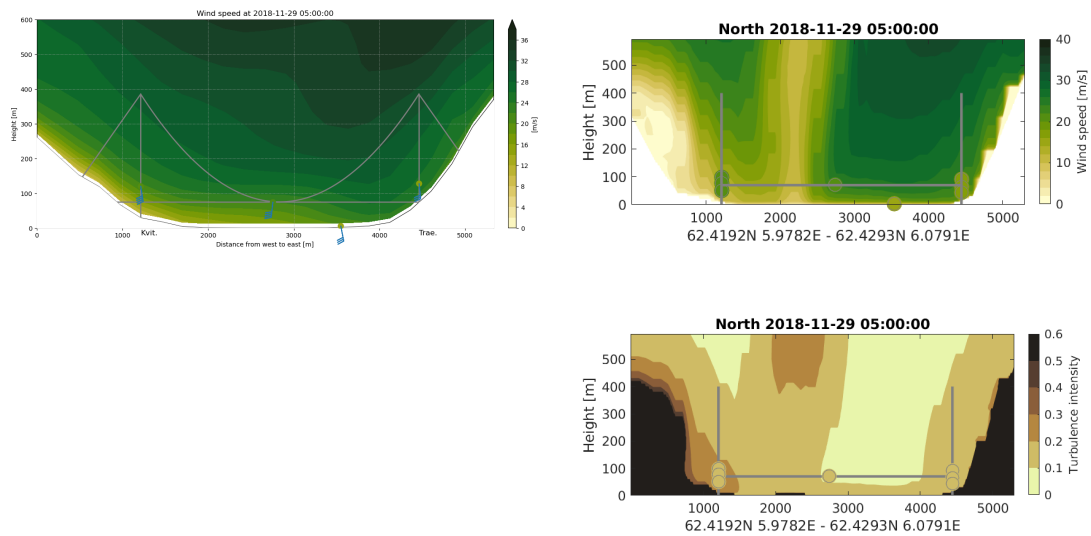 Wind speed at 2018-11-29 05:00:00
600
500
400
300
200
100
0
Height [m]
0 1000 2000 3000 4000 5000
Kvit. Trae.
Distance from west to east [m]
36
32
28
24
20
16
12
8
4
0
[m/s]
North 2018-11-29 05:00:00
500
400
300
200
100
0
Height [m]
1000 2000 3000 4000 5000
62.4192N 5.9782E - 62.4293N 6.0791E
40
30
20
10
0
Wind speed [m/s]
North 2018-11-29 05:00:00
500
400
300
200
100
0
Height [m]
1000 2000 3000 4000 5000
62.4192N 5.9782E - 62.4293N 6.0791E
0.6
0.5
0.4
0.3
0.2
0.1
0
Turbulence intensity